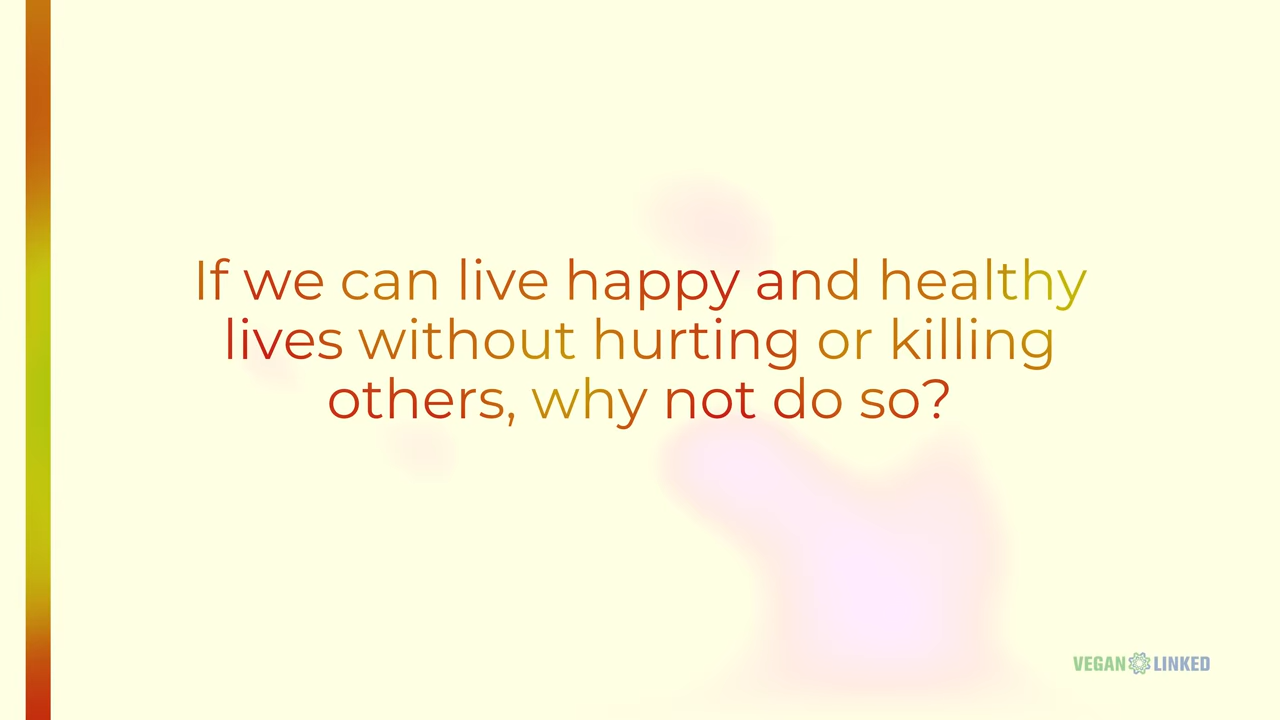 If we can live happy and healthy
lives without hurting or killing
others, why not do so?
VEGAN LINKED